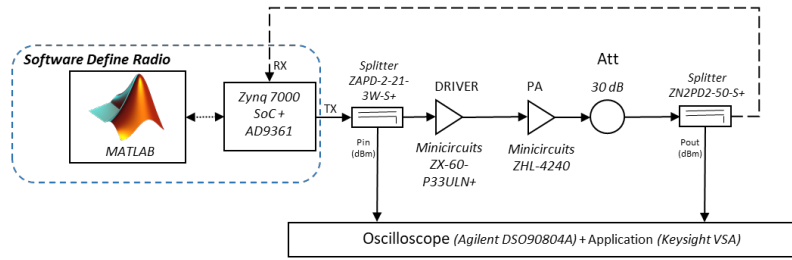 Software Define Radio
MATLAB
RX
Zynq 7000
SoC +
AD9361
TX
Splitter
ZAPD-2-21-
3W-S+
Pin
(dBm)
DRIVER
Minicircuits
ZX-60-
P33ULN+
PA
Minicircuits
ZHL-4240
Att
30 dB
Splitter
ZN2PD2-50-S+
Pout
(dBm)
Oscilloscope (Agilent DSO90804A) + Application (Keysight VSA)